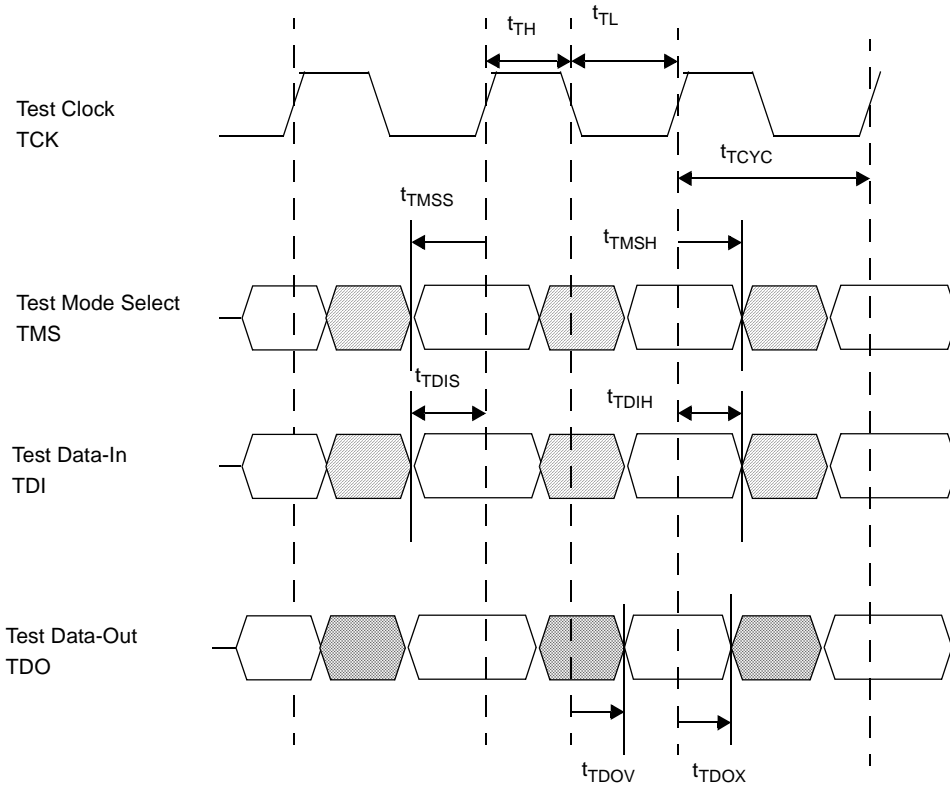 tTH
tTL
Test Clock
TCK
tTCYC
tTMSS
tTMSH
Test Mode Select
TMS
tTDIS
tTDIH
Test Data-In
TDI
Test Data-Out
TDO
tTDOV
tTDOX